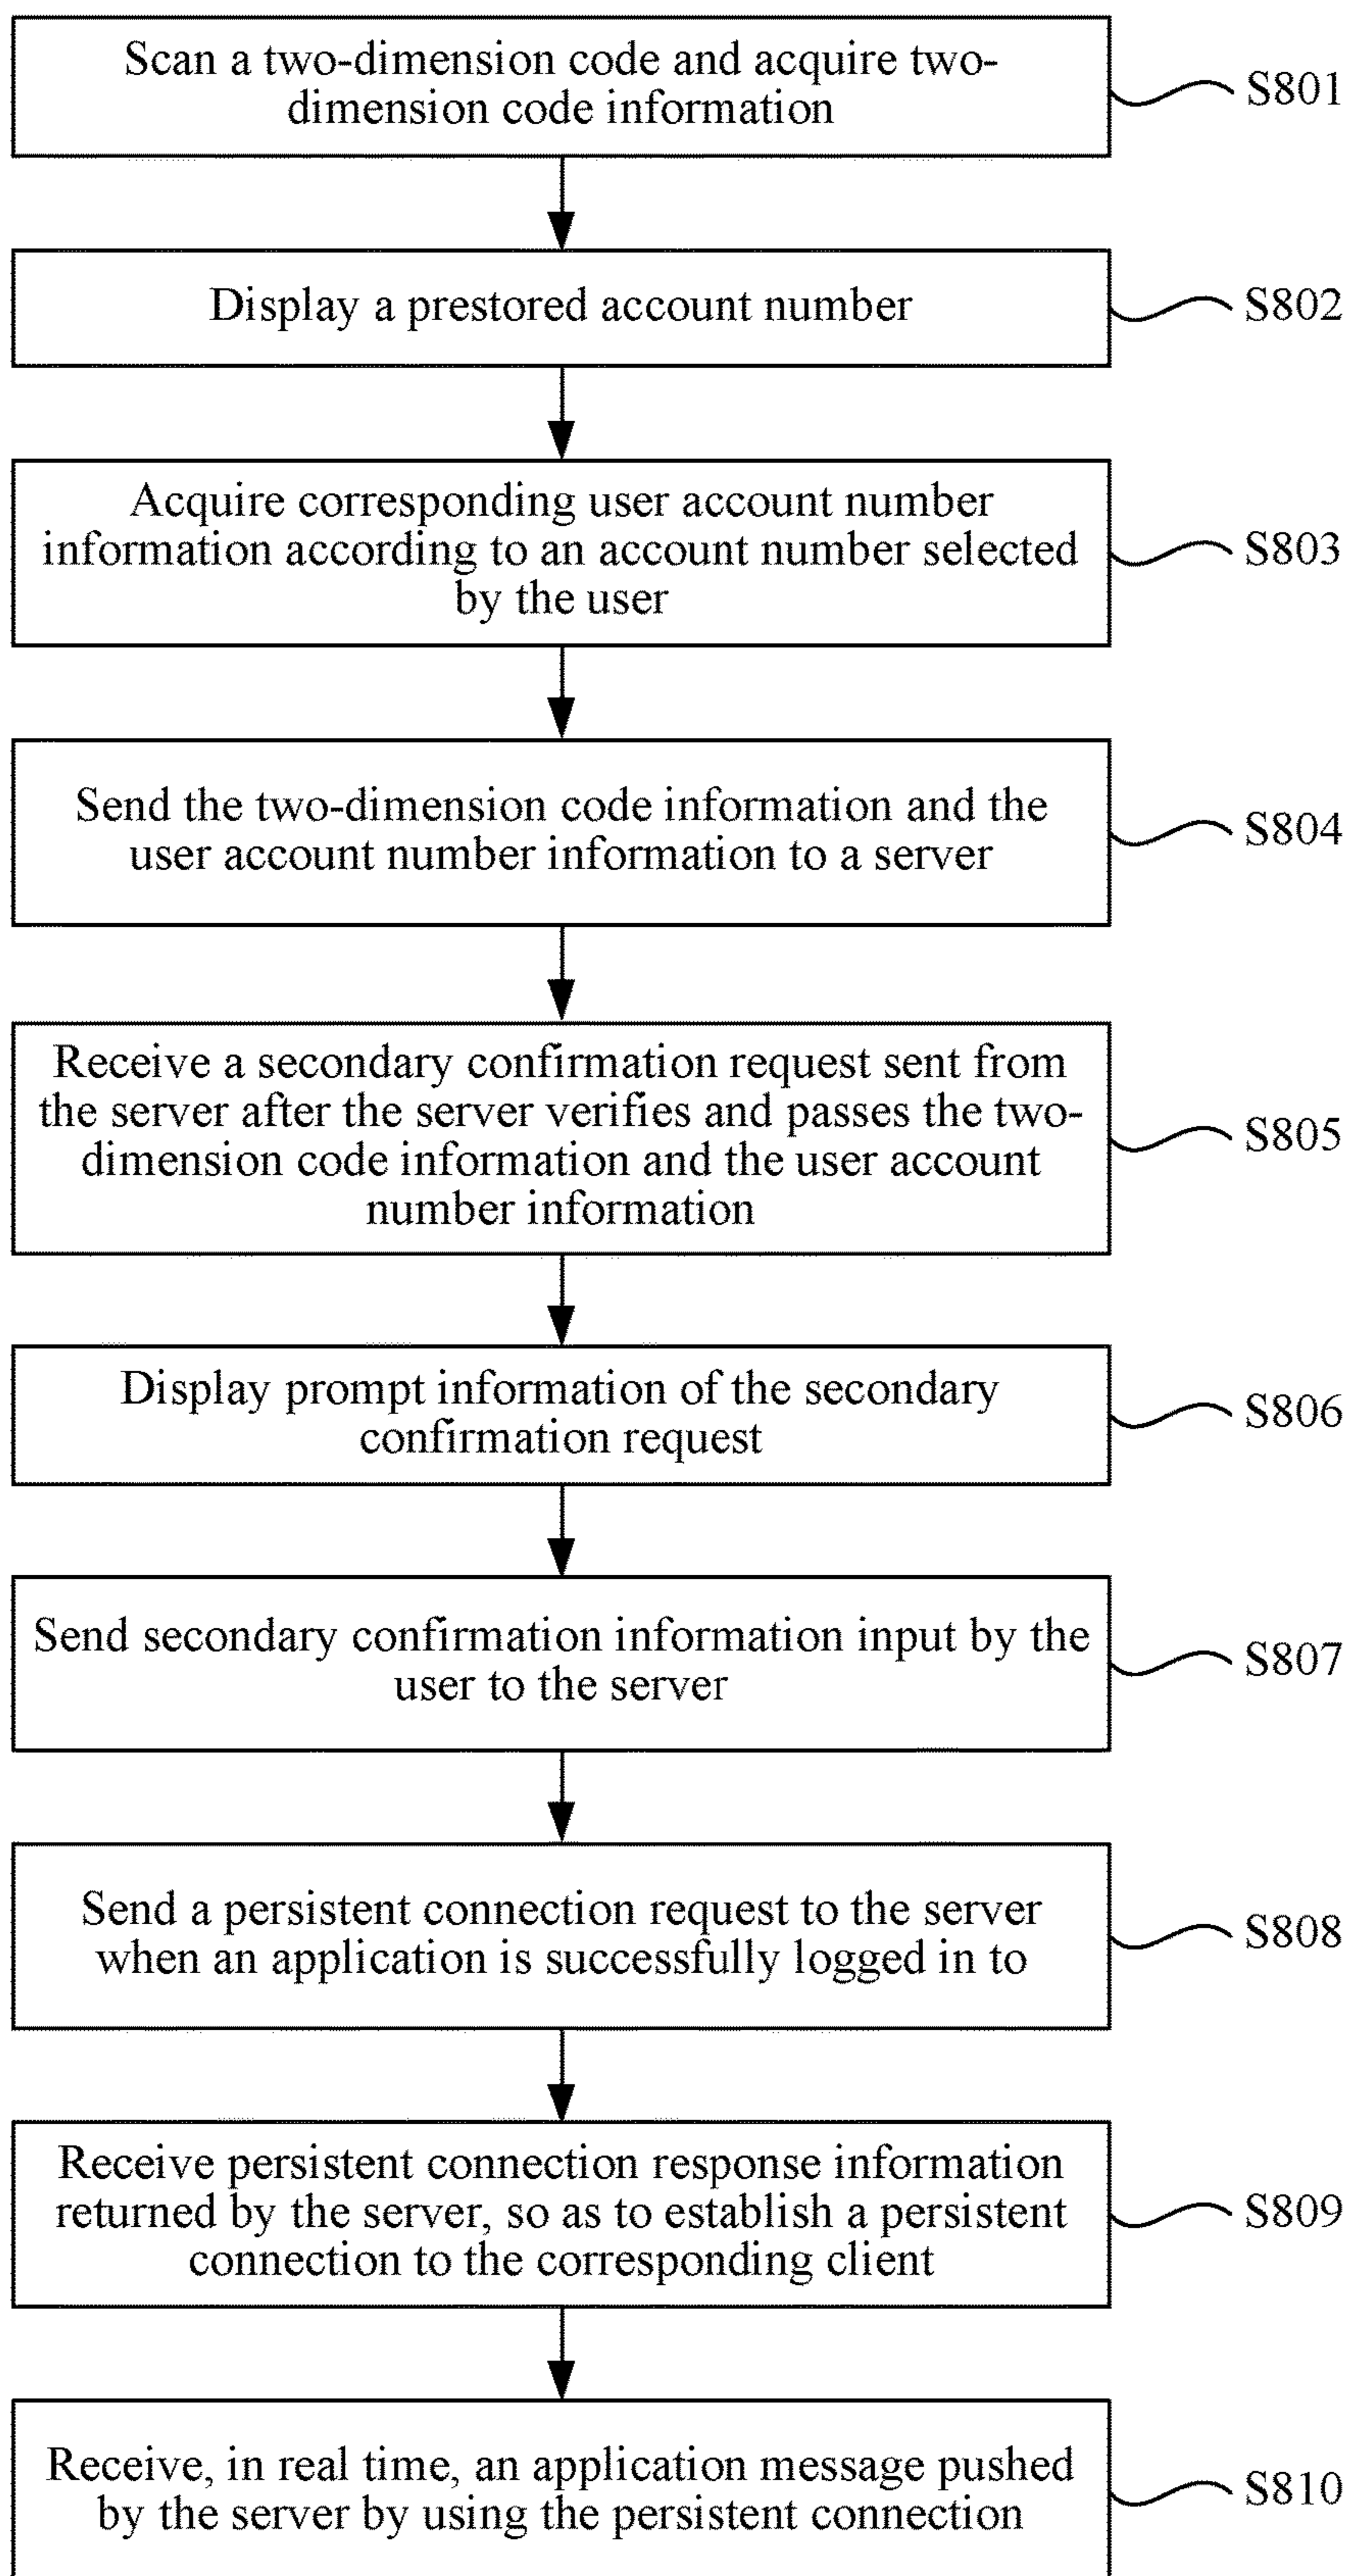 Scan a two-dimension code and acquire two-
dimension code information
S801
Display a prestored account number
S802
Acquire corresponding user account number
information according to an account number selected
by the user
S803
Send the two-dimension code information and the
user account number information to a server
S804
Receive a secondary confirmation request sent from
the server after the server verifies and passes the two-
dimension code information and the user account
number information
S805
Display prompt information of the secondary
confirmation request
S806
Send secondary confirmation information input by the
user to the server
S807
Send a persistent connection request to the server
when an application is successfully logged in to
S808
Receive persistent connection response information
returned by the server, so as to establish a persistent
connection to the corresponding client
S809
Receive, in real time, an application message pushed
by the server by using the persistent connection
S810